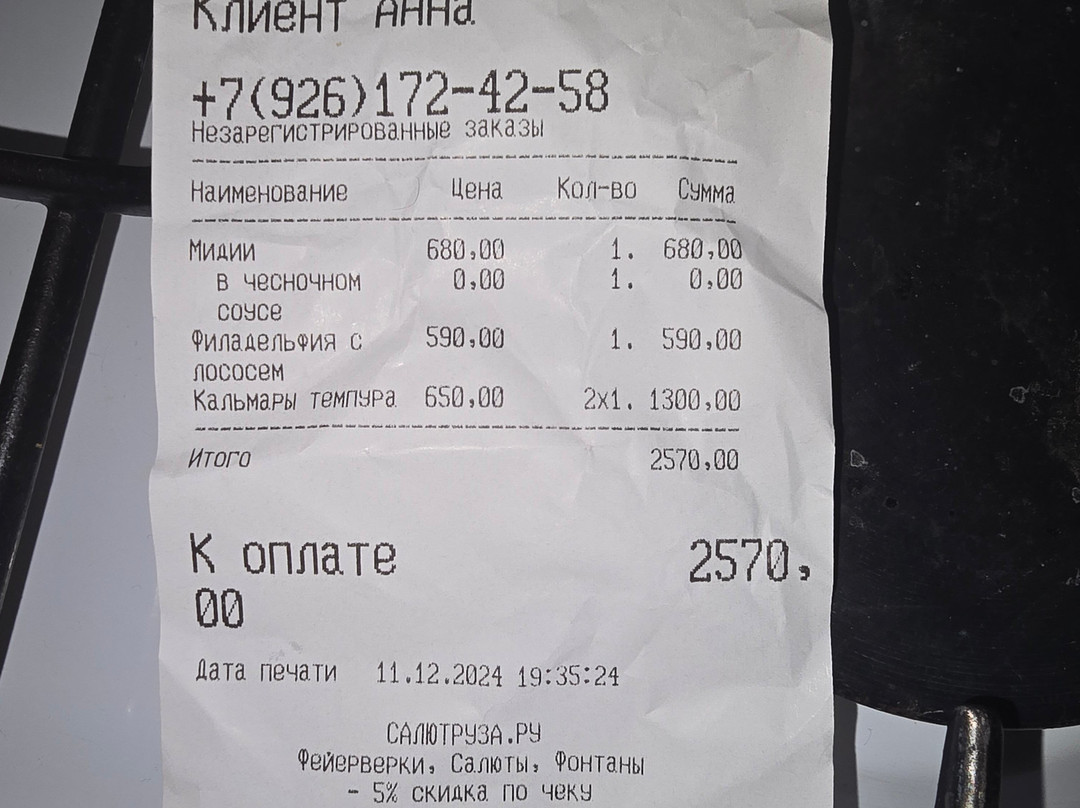 Клиент Анна
+7(926)172-42-58
Незарегистрированные заказы
Наименование Цена Кол-во Сумма
Мидии 680,00 1. 680,00
в чесночном 0,00 1. 0,00
соусе
Филадельфия с 590,00 1. 590,00
лососем
Кальмары темпура 650,00 2x1. 1300,00
Итого 2570,00
К оплате 2570,
00
Дата печати 11.12.2024 19:35:24
САЛЮТРУЗА.РУ
Фейерверки, Салюты, Фонтаны
- 5% скидка по чеку